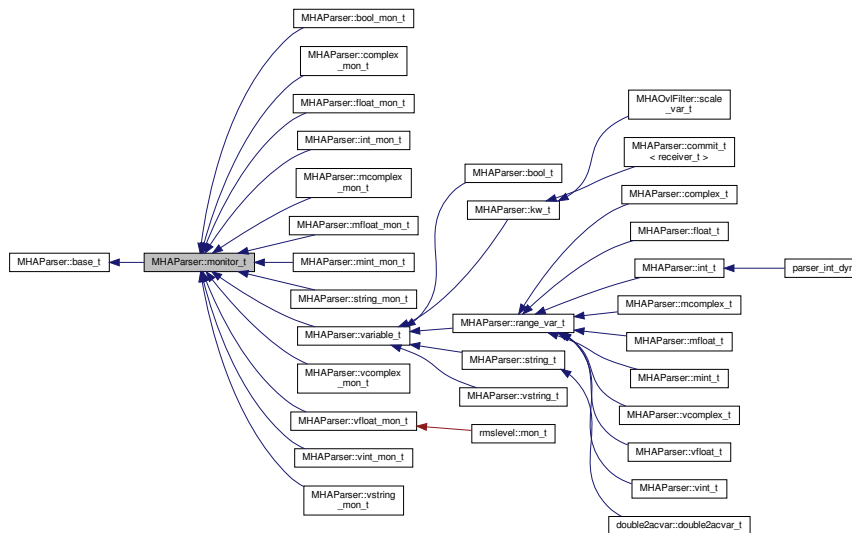 MHAParser::base_t
MHAParser::monitor_t
MHAParser::bool_mon_t
MHAParser::complex
_mon_t
MHAParser::float_mon_t
MHAParser::int_mon_t
MHAParser::mcomplex
_mon_t
MHAParser::mfloat_mon_t
MHAParser::mint_mon_t
MHAParser::string_mon_t
MHAParser::variable_t
MHAParser::vcomplex
_mon_t
MHAParser::vfloat_mon_t
MHAParser::vint_mon_t
MHAParser::vstring
_mon_t
MHAParser::bool_t
MHAParser::kw_t
MHAParser::range_var_t
MHAParser::string_t
MHAParser::vstring_t
rmslevel::mon_t
MHAOvlFilter::scale
_var_t
MHAParser::commit_t
< receiver_t >
MHAParser::complex_t
MHAParser::float_t
MHAParser::int_t
MHAParser::mcomplex_t
MHAParser::mfloat_t
MHAParser::mint_t
MHAParser::vcomplex_t
MHAParser::vfloat_t
MHAParser::vint_t
double2acvar::double2acvar_t
parser_int_dyn